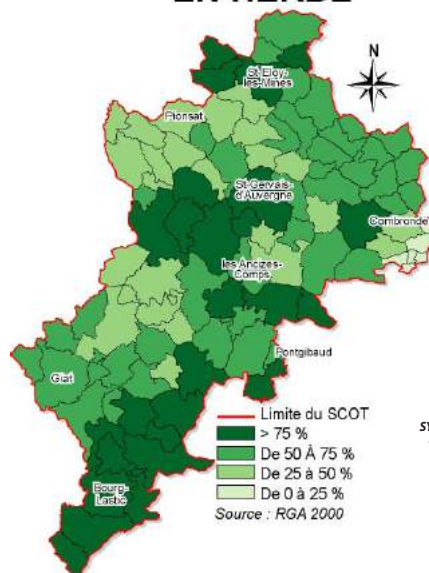 EN HERBE
N
St-Eloy-
les-Mines
Pionsat
St-Gervais-
d'Auvergne
Combronde
les Ancizes-
Comps
Pontgibaud
Giat
Bourg-
Lastic
Limite du SCOT
> 75 %
De 50 À 75 %
De 25 à 50 %
De 0 à 25 %
Source : RGA 2000